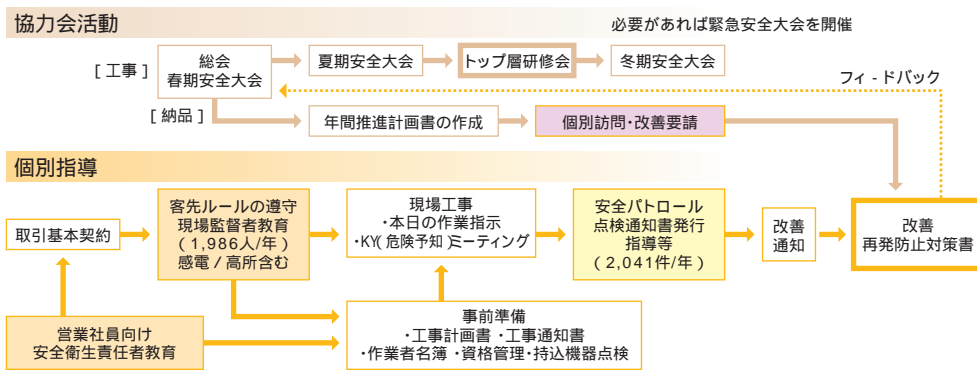 協力会活動
必要があれば緊急安全大会を開催
[工事]
総会
春期安全大会
夏期安全大会
トップ層研修会
冬期安全大会
フィ-ドバック
[納品]
年間推進計画書の作成
個別訪問・改善要請
個別指導
取引基本契約
客先ルールの遵守
現場監督者教育
(1,986人/年)
感電/高所含む
現場工事
・本日の作業指示
・KY(危険予知)ミーティング
安全パトロール
点検通知書発行
指導等
(2,041件/年)
改善
通知
改善
再発防止対策書
営業社員向け
安全衛生責任者教育
事前準備
・工事計画書・工事通知書
・作業者名簿・資格管理・持込機器点検